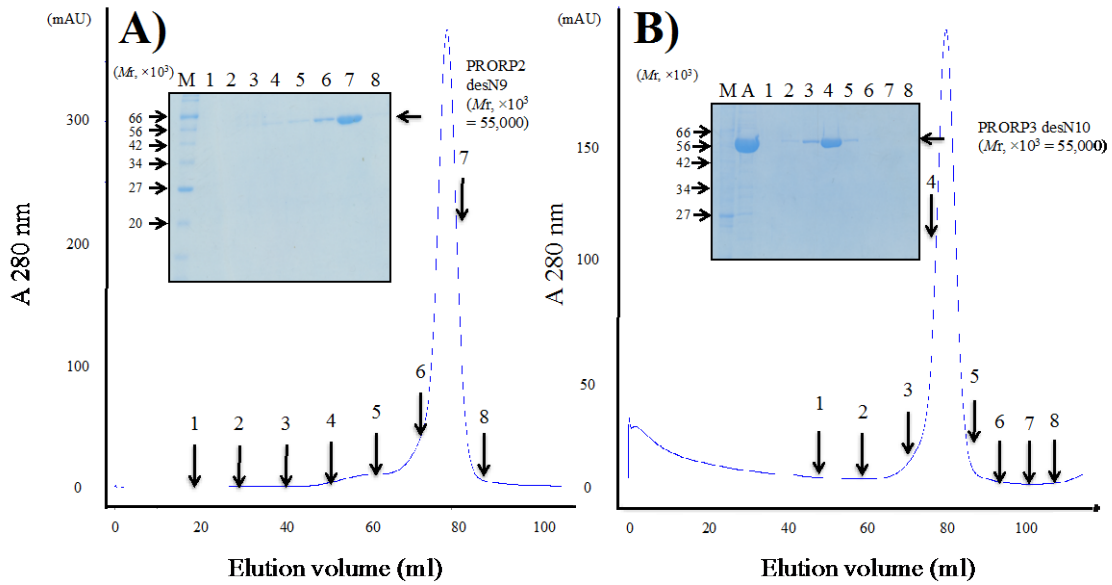 (mAU)
A)
(Mr, ×10³)
M 1 2 3 4 5 6 7 8
PRORP2
desN9
(Mr, ×10³
= 55,000)
66
56
42
34
27
20
300
200
100
0
A 280 nm
1 2 3 4 5 6 7 8
0 20 40 60 80 100
Elution volume (ml)
(mAU)
B)
(Mr, ×10³)
M A 1 2 3 4 5 6 7 8
PRORP3 desN10
(Mr, ×10³ = 55,000)
66
56
42
34
27
150
100
50
0
A 280 nm
1 2 3 4 5 6 7 8
0 20 40 60 80 100
Elution volume (ml)